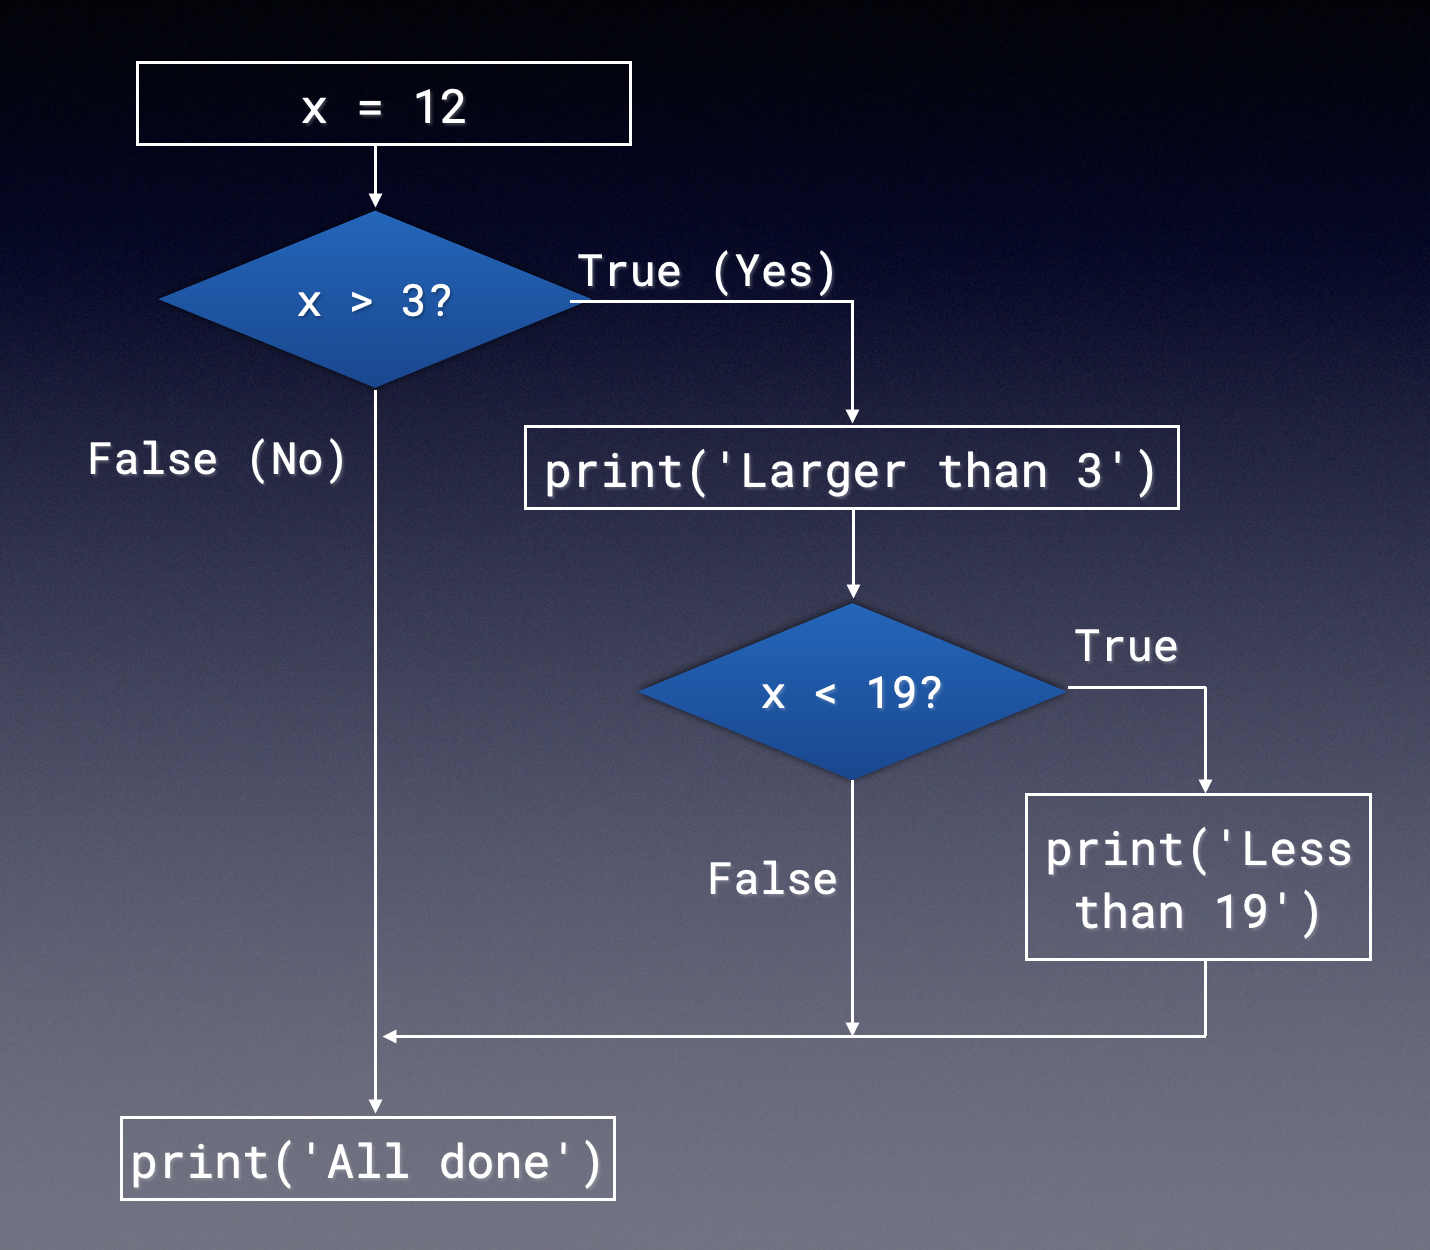 x = 12
x > 3?
True (Yes)
False (No)
print('Larger than 3')
x < 19?
True
False
print('Less
than 19')
print('All done')